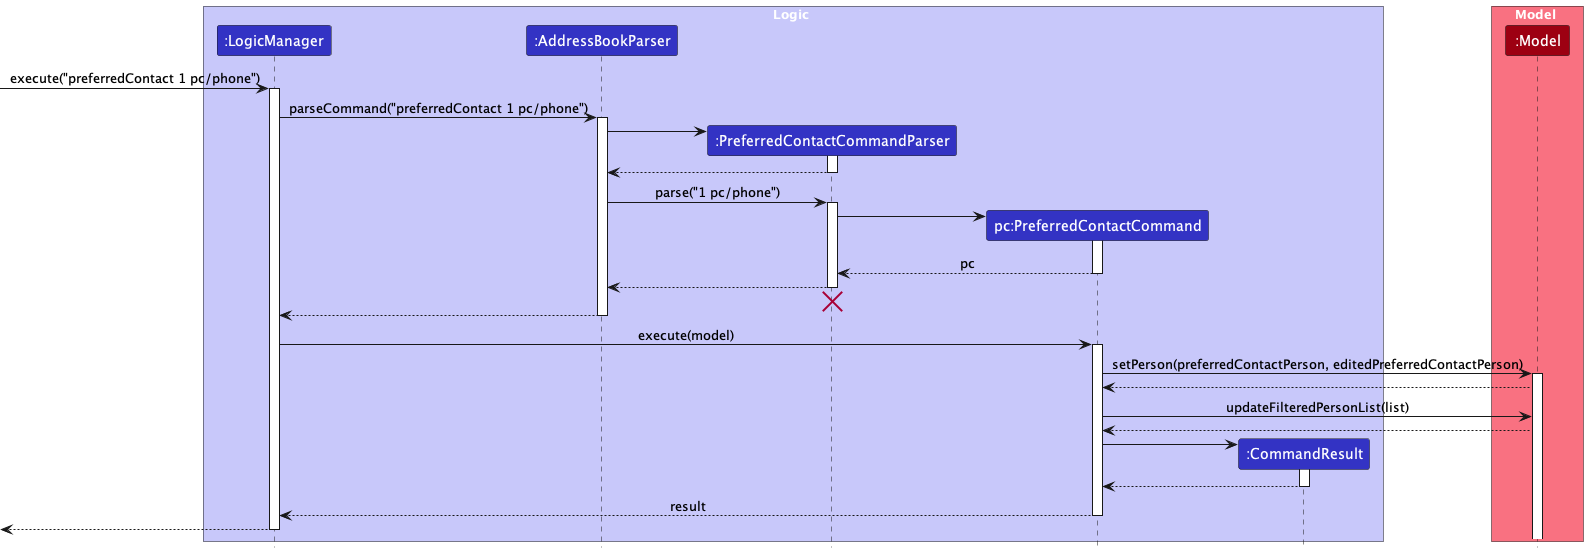 Logic
Model
:LogicManager
:AddressBookParser
:Model
execute("preferredContact 1 pc/phone")
parseCommand("preferredContact 1 pc/phone")
:PreferredContactCommandParser
parse("1 pc/phone")
pc:PreferredContactCommand
pc
execute(model)
setPerson(preferredContactPerson, editedPreferredContactPerson)
updateFilteredPersonList(list)
:CommandResult
result